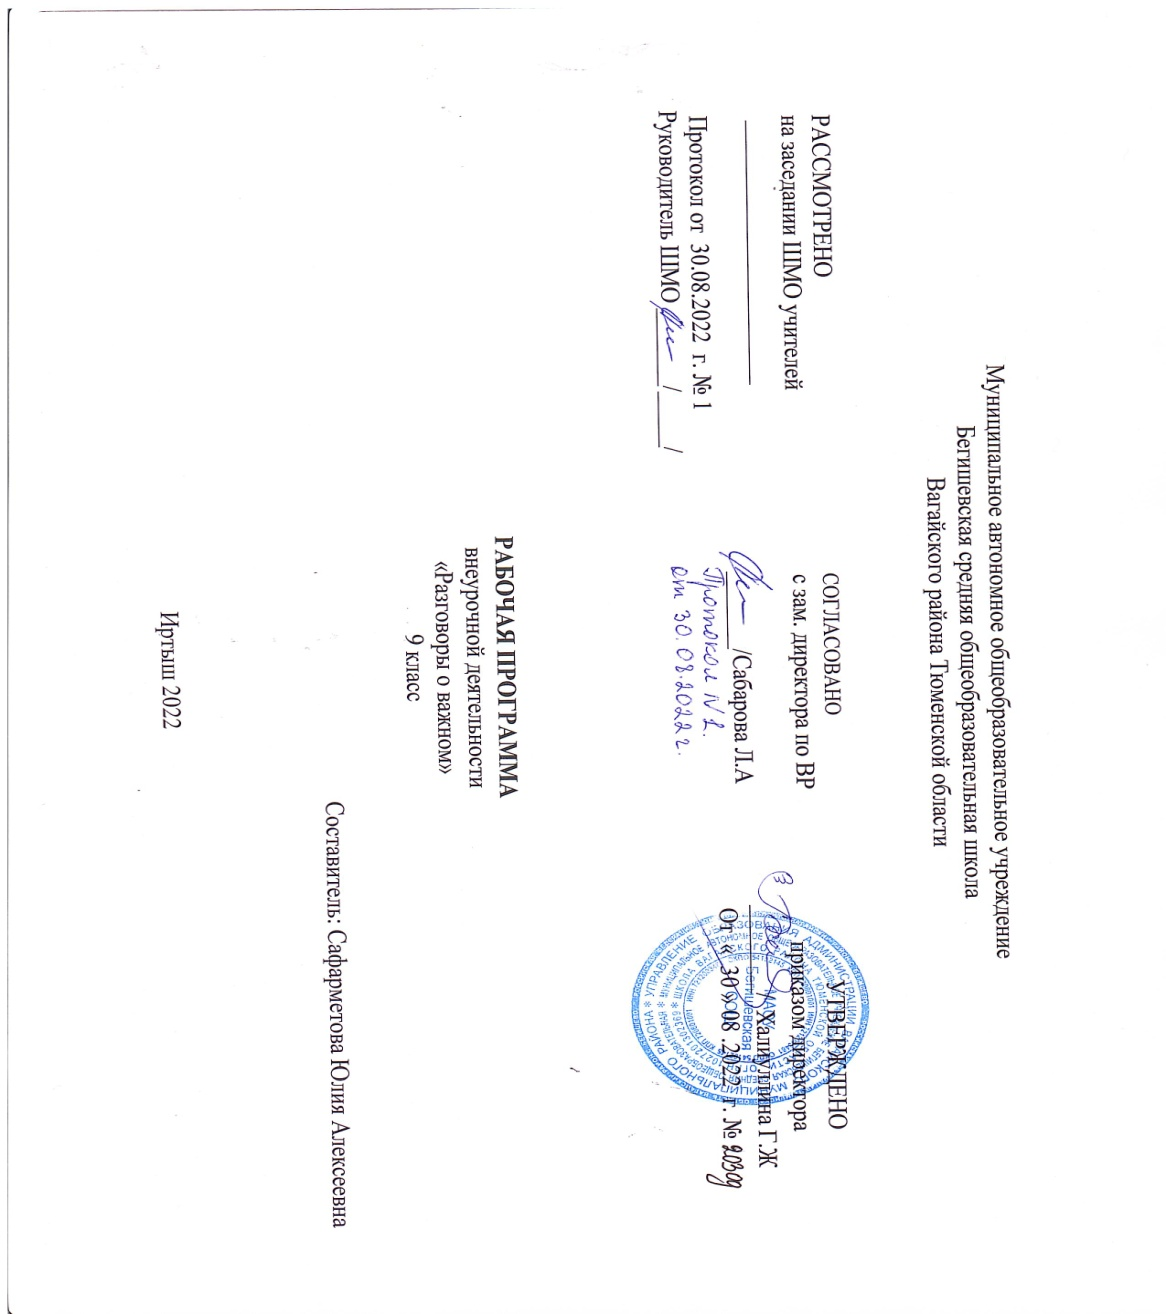 Муниципальное автономное общеобразовательное учреждение
Бегишевская средняя общеобразовательная школа
Вагайского района Тюменской области
РАССМОТРЕНО
на заседании ШМО учителей
Протокол от 30.08.2022 г. № 1
Руководитель ШМО / /
СОГЛАСОВАНО
с зам. директора по ВР
/Сабарова Л.А
Протокол №1.
от 30.08.2022 г.
УТВЕРЖДЕНО
приказом директора
/Халиуллина Г.Ж
От « 30 » 08 .2022 г. № 203од
РАБОЧАЯ ПРОГРАММА
внеурочной деятельности
«Разговоры о важном»
9 класс
Составитель: Сафарметова Юлия Алексеевна
Иртыш 2022